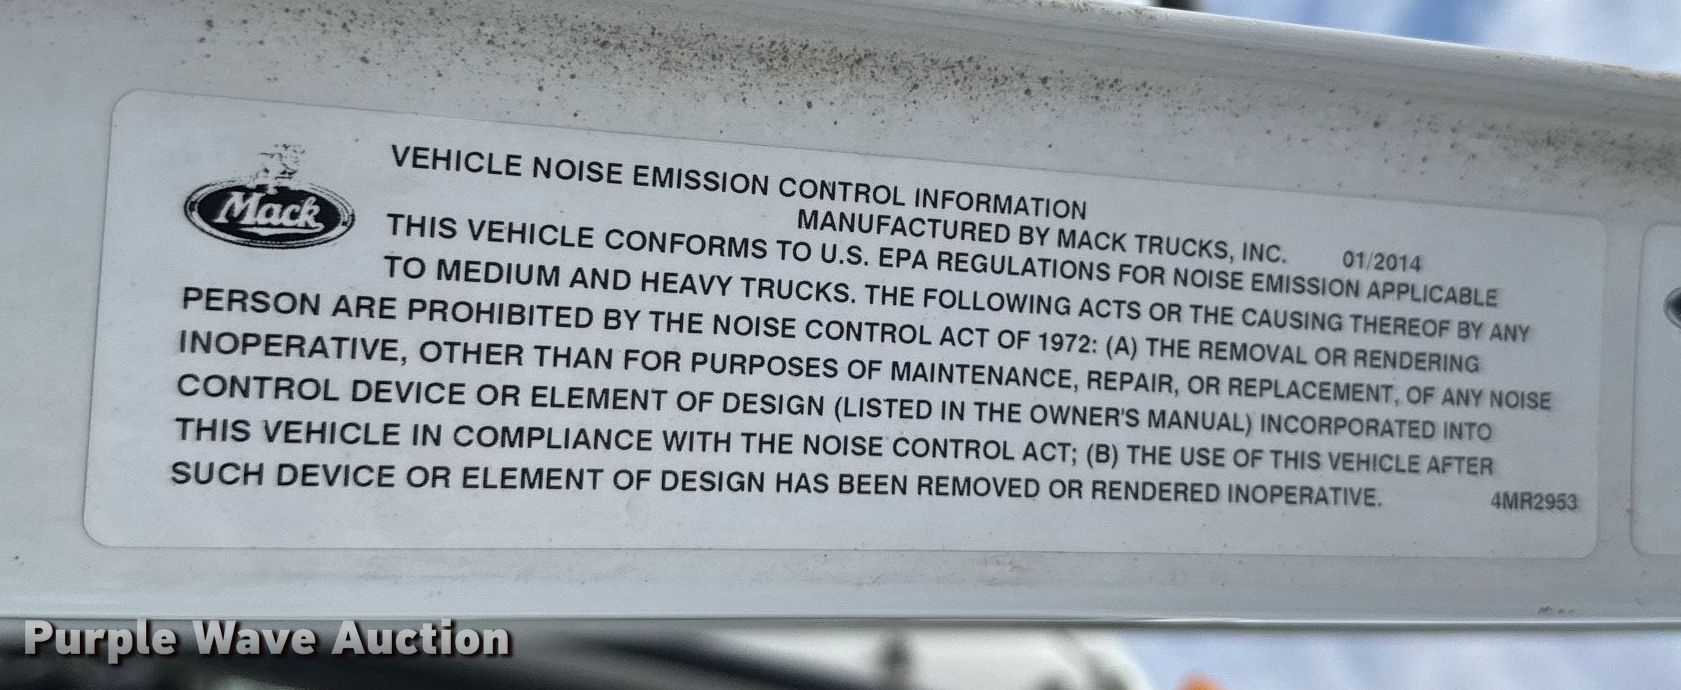 Mack
VEHICLE NOISE EMISSION CONTROL INFORMATION
MANUFACTURED BY MACK TRUCKS, INC. 01/2014
THIS VEHICLE CONFORMS TO U.S. EPA REGULATIONS FOR NOISE EMISSION APPLICABLE
TO MEDIUM AND HEAVY TRUCKS. THE FOLLOWING ACTS OR THE CAUSING THEREOF BY ANY
PERSON ARE PROHIBITED BY THE NOISE CONTROL ACT OF 1972: (A) THE REMOVAL OR RENDERING
INOPERATIVE, OTHER THAN FOR PURPOSES OF MAINTENANCE, REPAIR, OR REPLACEMENT, OF ANY NOISE
CONTROL DEVICE OR ELEMENT OF DESIGN (LISTED IN THE OWNER'S MANUAL) INCORPORATED INTO
THIS VEHICLE IN COMPLIANCE WITH THE NOISE CONTROL ACT; (B) THE USE OF THIS VEHICLE AFTER
SUCH DEVICE OR ELEMENT OF DESIGN HAS BEEN REMOVED OR RENDERED INOPERATIVE. 4MR2953
Purple Wave Auction